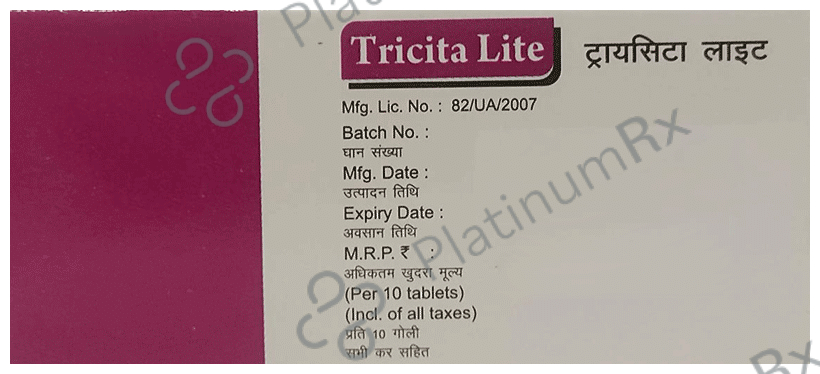 Tricita Lite ट्रायसिटा लाइट
Mfg. Lic. No. : 82/UA/2007
Batch No. :
घान संख्या
Mfg. Date :
उत्पादन तिथि
Expiry Date :
अवसान तिथि
M.R.P. ₹ :
अधिकतम खुदरा मूल्य
(Per 10 tablets)
(Incl. of all taxes)
प्रति 10 गोली
सभी कर सहित
PlatinumRx